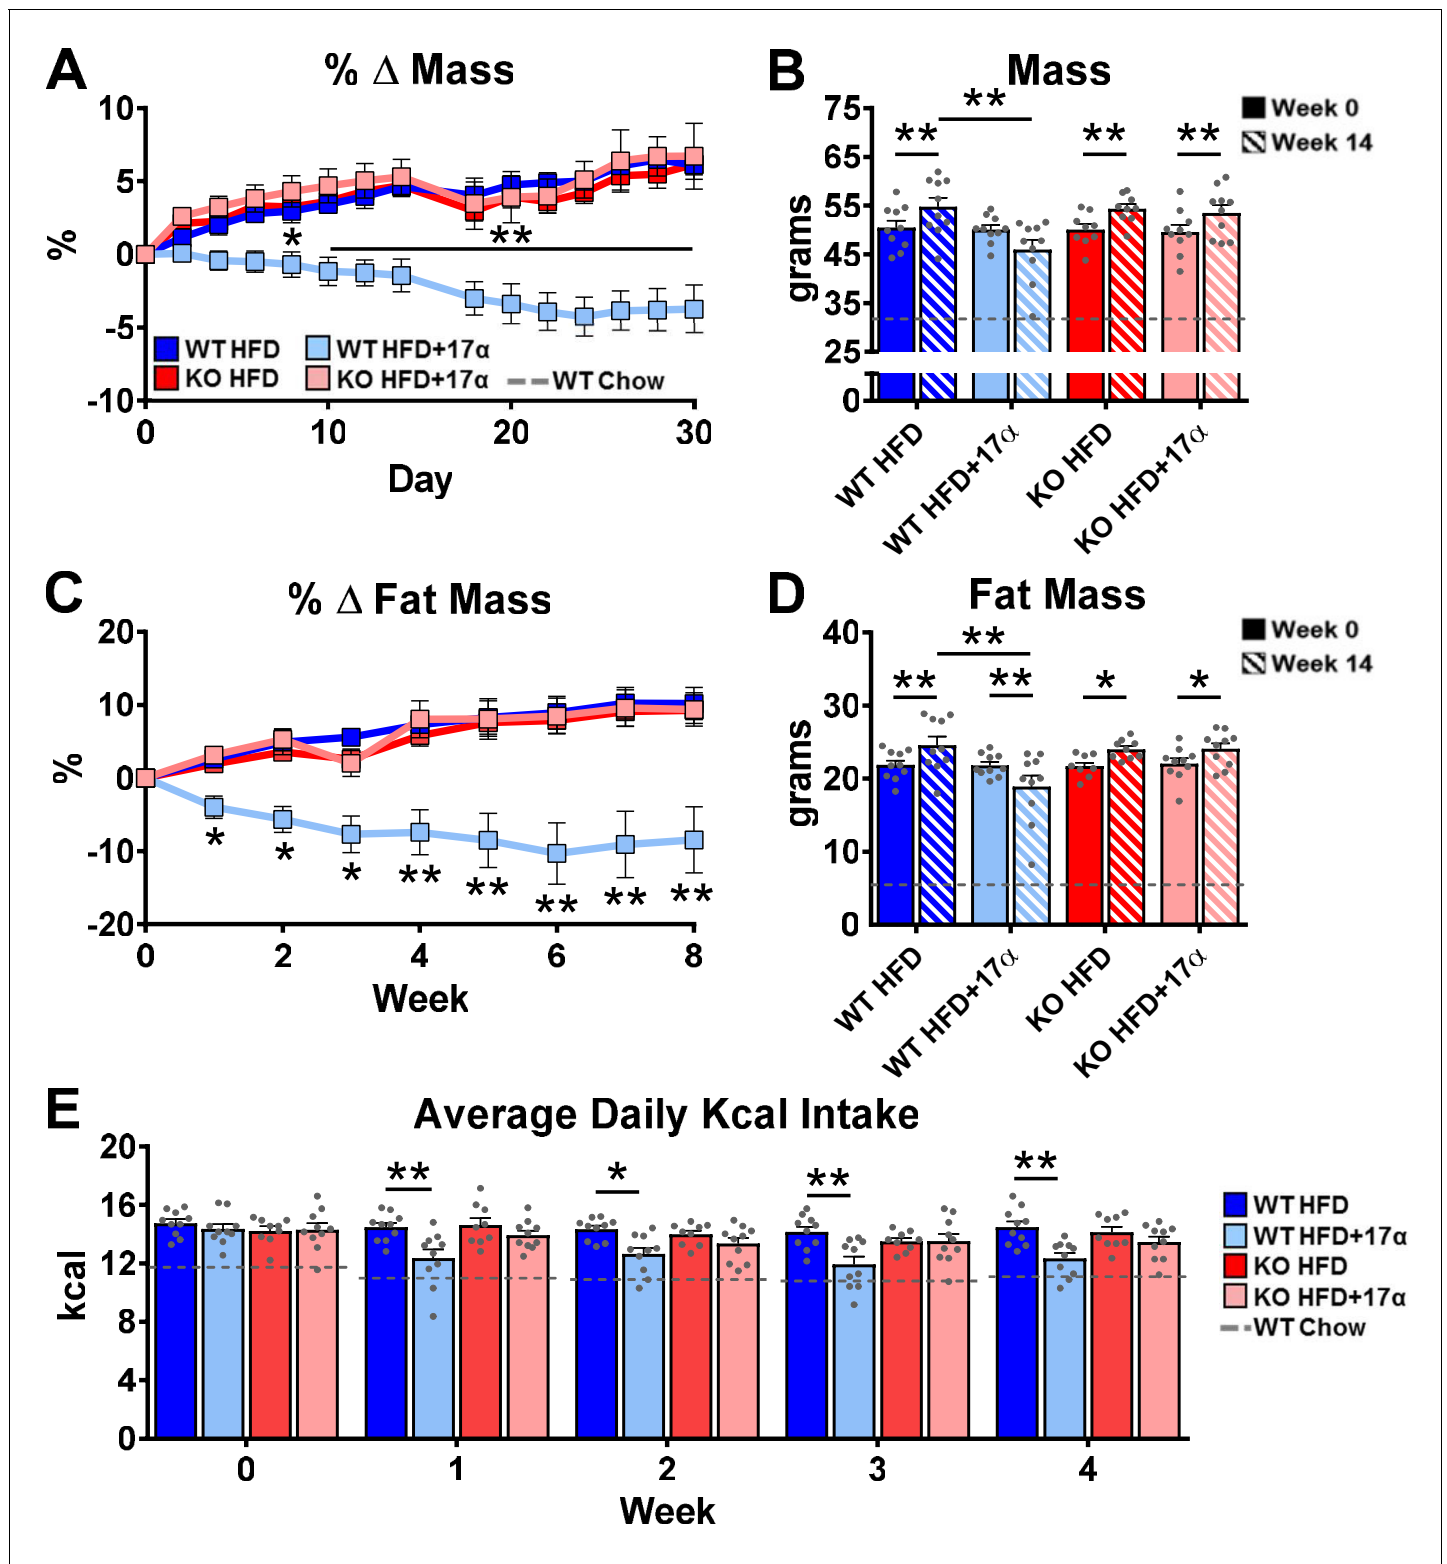 A
% Δ Mass
10
5
0
-5
-10
%
*
**
WT HFD
WT HFD+17α
KO HFD
KO HFD+17α
WT Chow
0
10
20
30
Day
B
Mass
Week 0
Week 14
75
65
55
45
35
25
0
grams
**
**
**
**
WT HFD
WT HFD+17α
KO HFD
KO HFD+17α
C
% Δ Fat Mass
20
10
0
-10
-20
%
*
*
*
**
**
**
**
**
0
2
4
6
8
Week
D
Fat Mass
Week 0
Week 14
40
30
20
10
0
grams
**
**
**
*
*
WT HFD
WT HFD+17α
KO HFD
KO HFD+17α
E
Average Daily Kcal Intake
20
16
12
8
4
0
kcal
**
*
**
**
0
1
2
3
4
Week
WT HFD
WT HFD+17α
KO HFD
KO HFD+17α
WT Chow